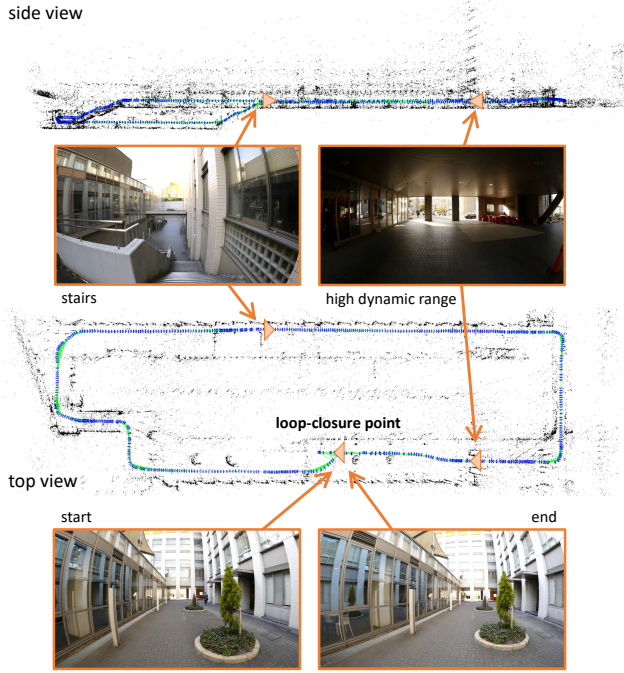 side view
stairs
high dynamic range
loop-closure point
top view
start
end